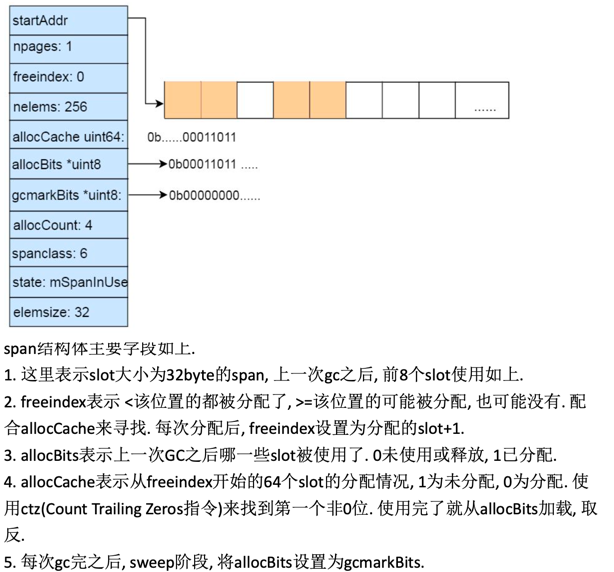 startAddr
npages: 1
freeindex: 0
nelems: 256
......
allocCache uint64:
0b......00011011
allocBits *uint8
0b00011011 .....
gcmarkBits *uint8:
0b00000000......
allocCount: 4
spanclass: 6
state: mSpanInUse
elemsize: 32
span结构体主要字段如上.
1. 这里表示slot大小为32byte的span, 上一次gc之后, 前8个slot使用如上.
2. freeindex表示 <该位置的都被分配了, >=该位置的可能被分配, 也可能没有. 配
合allocCache来寻找. 每次分配后, freeindex设置为分配的slot+1.
3. allocBits表示上一次GC之后哪一些slot被使用了. 0未使用或释放, 1已分配.
4. allocCache表示从freeindex开始的64个slot的分配情况, 1为未分配, 0为分配. 使
用ctz(Count Trailing Zeros指令)来找到第一个非0位. 使用完了就从allocBits加载, 取
反.
5. 每次gc完之后, sweep阶段, 将allocBits设置为gcmarkBits.